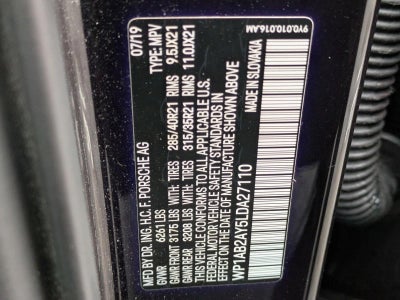 9Y0.010.016.AM
MFD. BY DR. ING. H.C. F. PORSCHE AG 07/19
GVWR 6261 LBS TYPE: MPV
GAWR FRONT 3175 LBS WITH TIRES 285/40R21 RIMS 9.5JX21
GAWR REAR 3208 LBS WITH TIRES 315/35R21 RIMS 11.0JX21
THIS VEHICLE CONFORMS TO ALL APPLICABLE U.S.
FEDERAL MOTOR VEHICLE SAFETY STANDARDS IN
EFFECT ON THE DATE OF MANUFACTURE SHOWN ABOVE
WP1AB2AY5LDA27110 MADE IN SLOVAKIA